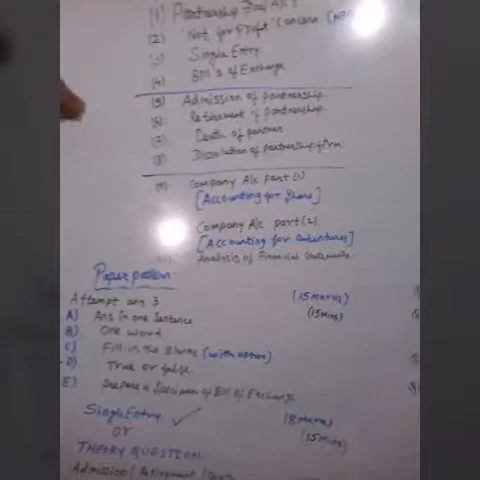 (1) Partnership Final A/c
(2) 'Not for Profit' Concern
(3) Single Entry
(4) Bill's of Exchange
(5) Admission of partnership
(6) Retirement of partnership
(7) Death of partner
(8) Dissolution of partnership firm
(9) Company A/c part (1)
[Accounting for Share]
Company A/c part (2)
[Accounting for Debentures]
Analysis of Financial Statements
Paper pattern
Attempt any 3 (15 marks)
A) Ans in one Sentence (15 mins)
B) One word
C) Fill in the Blanks (with option)
D) True or false
E) Prepare a Specimen of Bill of Exchange
Single Entry ✓ (8 marks)
or (15 mins)
THEORY QUESTION
Admission / Retirement / Death